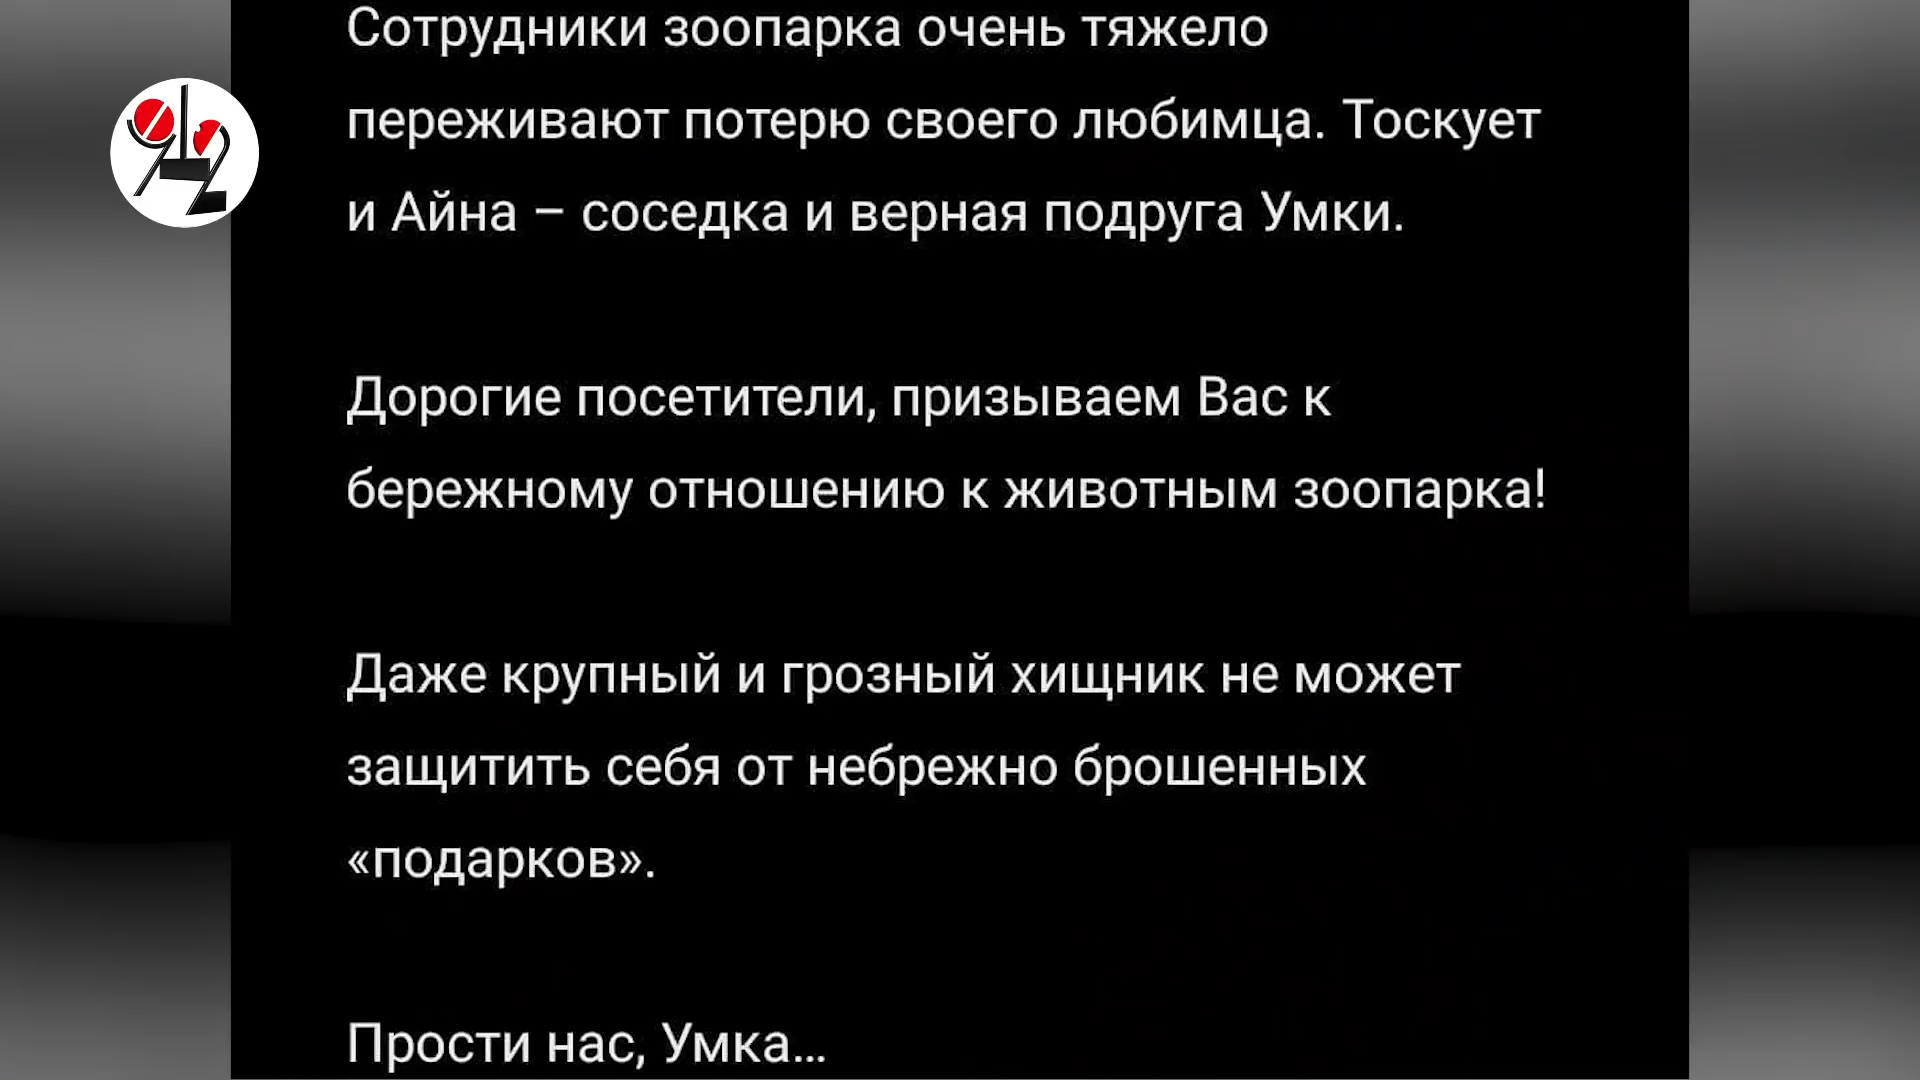 Сотрудники зоопарка очень тяжело
переживают потерю своего любимца. Тоскует
и Айна – соседка и верная подруга Умки.
Дорогие посетители, призываем Вас к
бережному отношению к животным зоопарка!
Даже крупный и грозный хищник не может
защитить себя от небрежно брошенных
«подарков».
Прости нас, Умка...